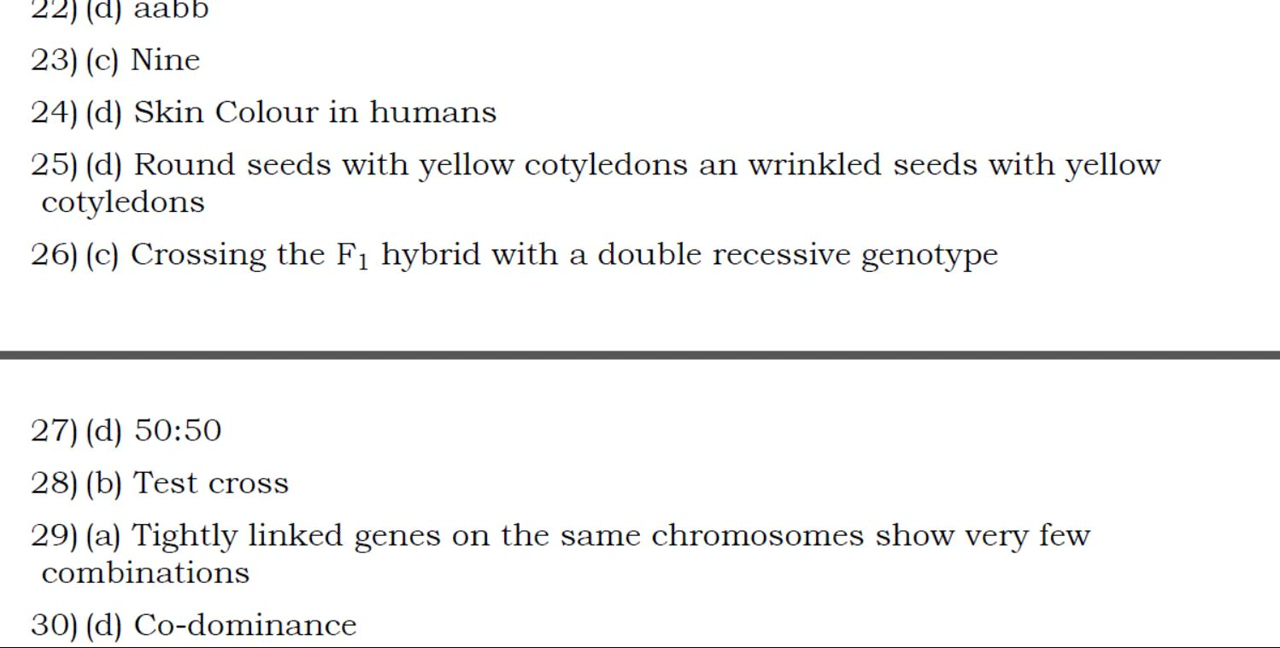 22) (d) aabb
23) (c) Nine
24) (d) Skin Colour in humans
25) (d) Round seeds with yellow cotyledons an wrinkled seeds with yellow
cotyledons
26) (c) Crossing the F₁ hybrid with a double recessive genotype
27) (d) 50:50
28) (b) Test cross
29) (a) Tightly linked genes on the same chromosomes show very few
combinations
30) (d) Co-dominance